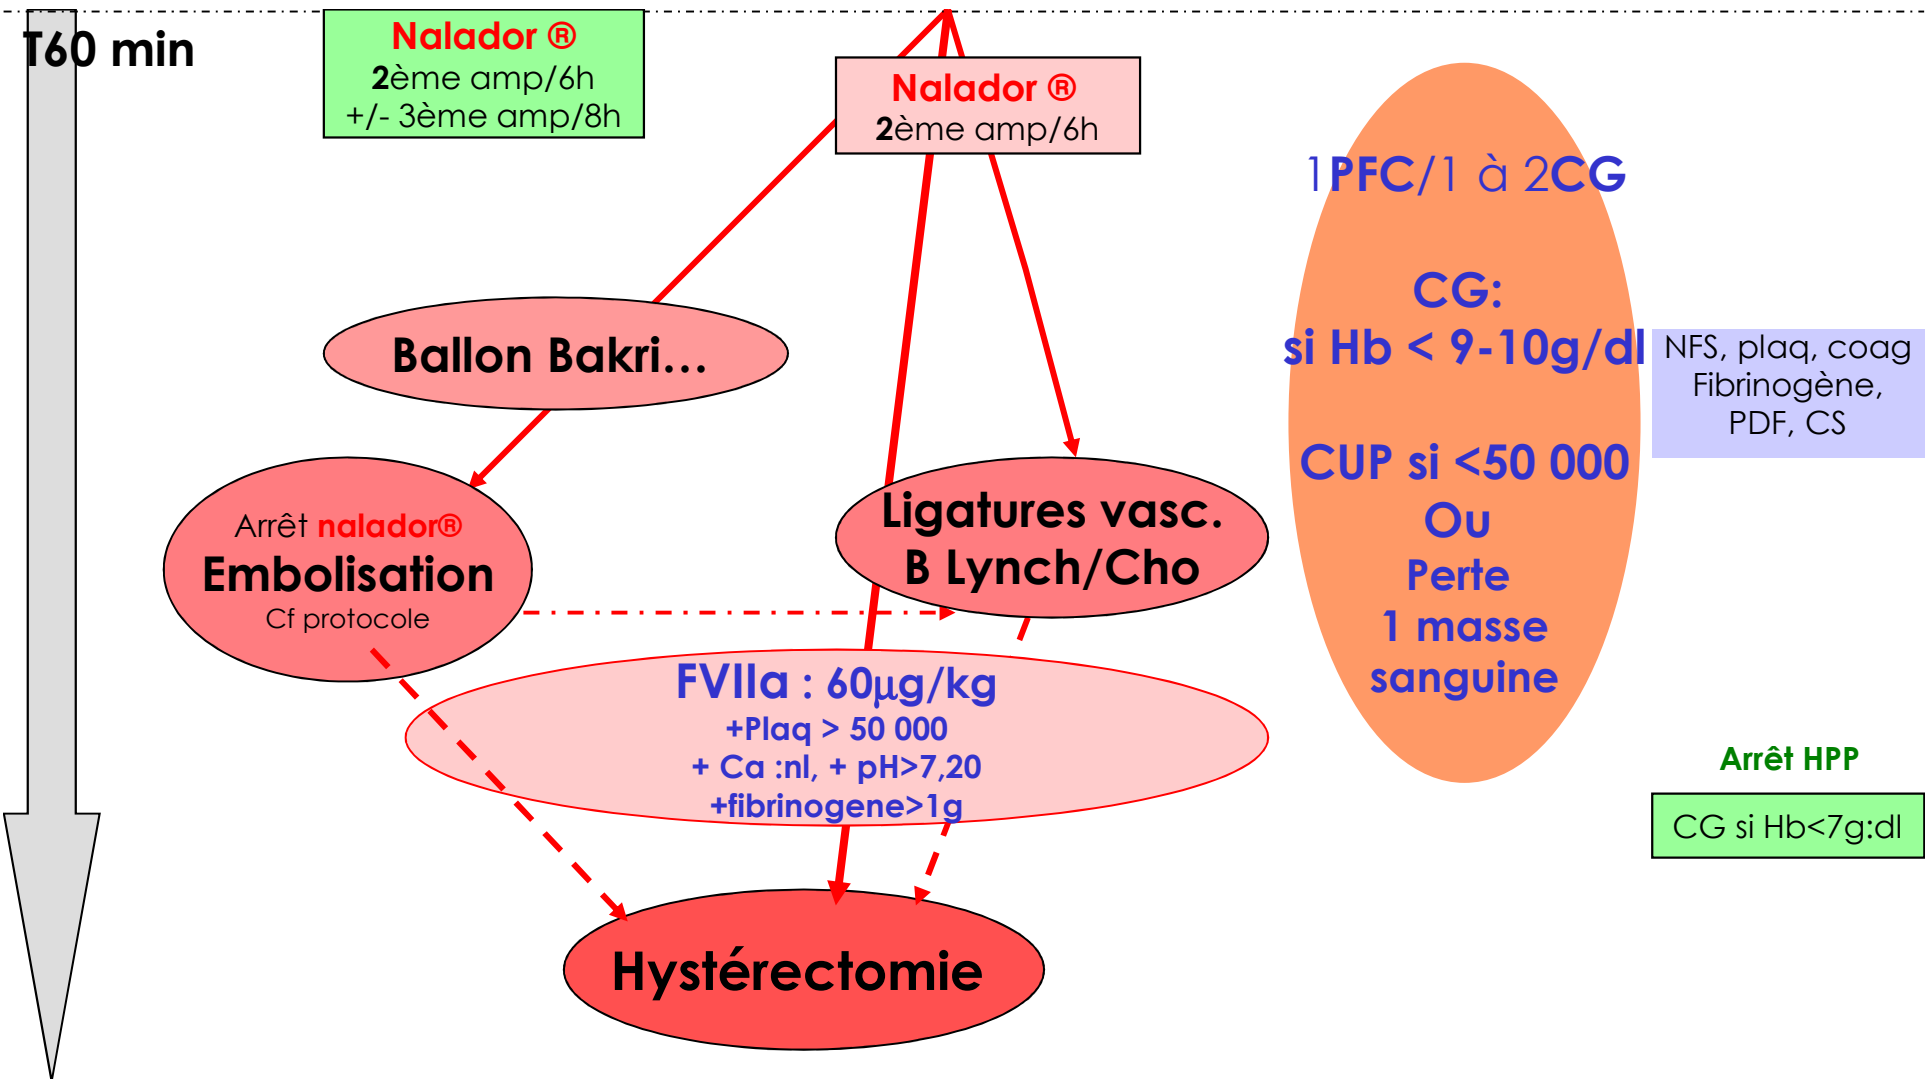 T60 min
Nalador ®
2ème amp/6h
+/- 3ème amp/8h
Nalador ®
2ème amp/6h
Ballon Bakri...
Arrêt nalador®
Embolisation
Cf protocole
Ligatures vasc.
B Lynch/Cho
FVIIa : 60µg/kg
+Plaq > 50 000
+ Ca :nl, + pH>7,20
+fibrinogene>1g
Hystérectomie
1PFC/1 à 2CG
CG:
si Hb < 9-10g/dl
CUP si <50 000
Ou
Perte
1 masse
sanguine
NFS, plaq, coag
Fibrinogène,
PDF, CS
Arrêt HPP
CG si Hb<7g:dl